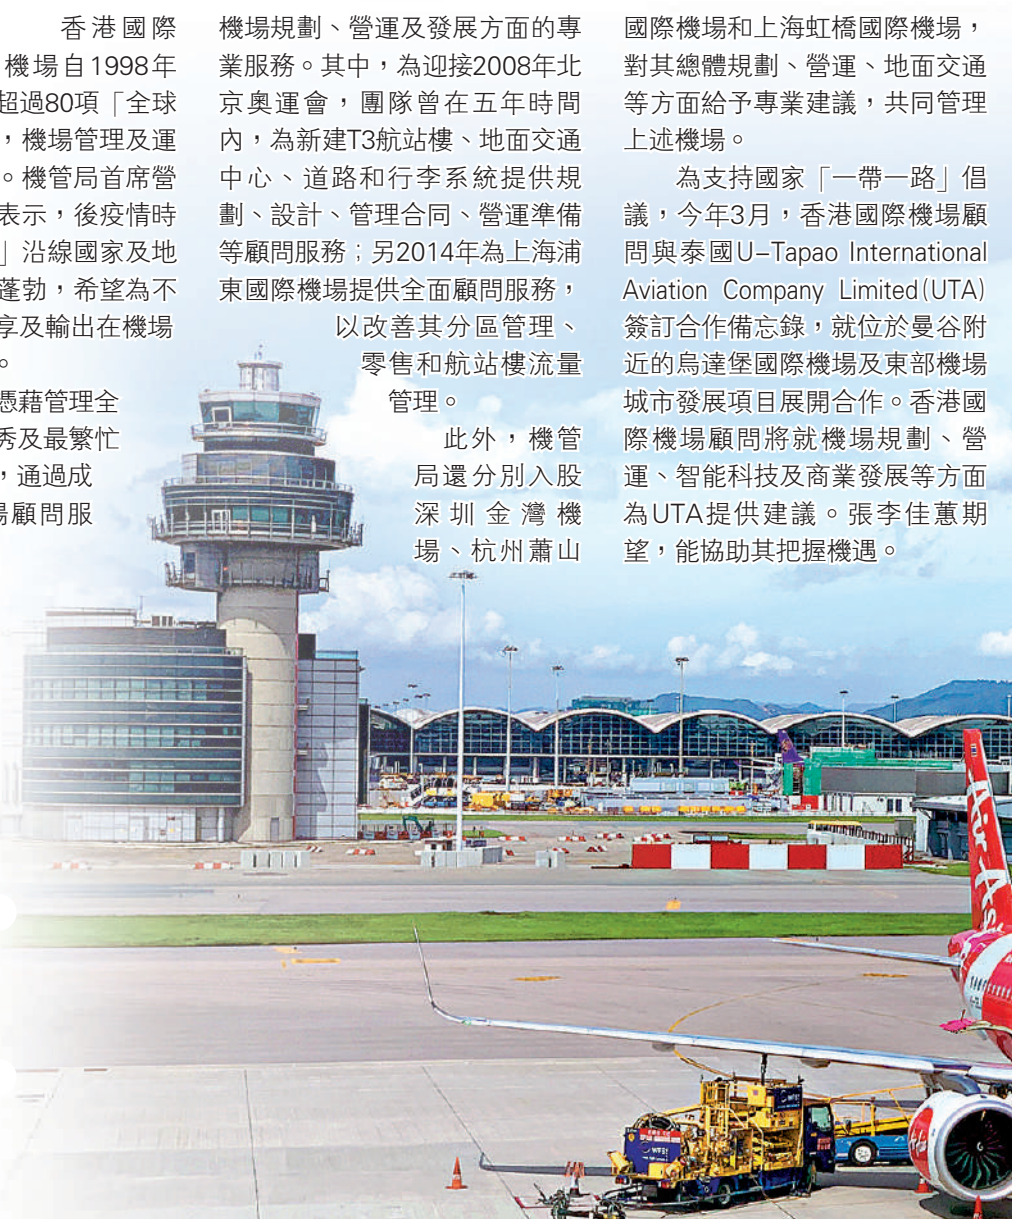 香港國際
機場自1998年
超過80項「全球
，機場管理及運
。機管局首席營
表示，後疫情時
」沿線國家及地
蓬勃，希望為不
享及輸出在機場
。
憑藉管理全
秀及最繁忙
，通過成
場顧問服
機場規劃、營運及發展方面的專
業服務。其中，為迎接2008年北
京奧運會，團隊曾在五年時間
內，為新建T3航站樓、地面交通
中心、道路和行李系統提供規
劃、設計、管理合同、營運準備
等顧問服務；另2014年為上海浦
東國際機場提供全面顧問服務，
以改善其分區管理、
零售和航站樓流量
管理。
此外，機管
局還分別入股
深圳金灣機
場、杭州蕭山
國際機場和上海虹橋國際機場，
對其總體規劃、營運、地面交通
等方面給予專業建議，共同管理
上述機場。
為支持國家「一帶一路」倡
議，今年3月，香港國際機場顧
問與泰國U-Tapao International
Aviation Company Limited(UTA)
簽訂合作備忘錄，就位於曼谷附
近的烏達堡國際機場及東部機場
城市發展項目展開合作。香港國
際機場顧問將就機場規劃、營
運、智能科技及商業發展等方面
為UTA提供建議。張李佳蕙期
望，能協助其把握機遇。
Air-As